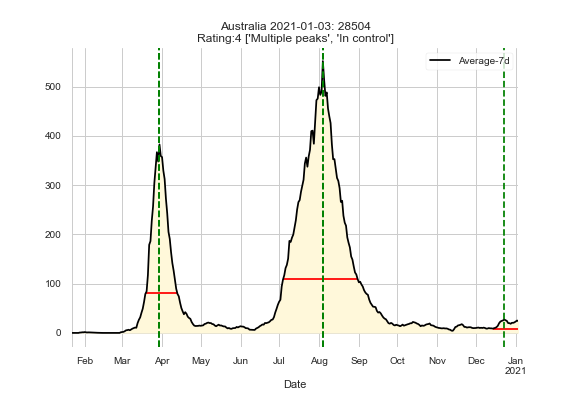 Australia 2021-01-03: 28504
Rating:4 ['Multiple peaks', 'In control']
Average-7d
500
400
300
200
100
0
Feb Mar Apr May Jun Jul Aug Sep Oct Nov Dec Jan
2021
Date